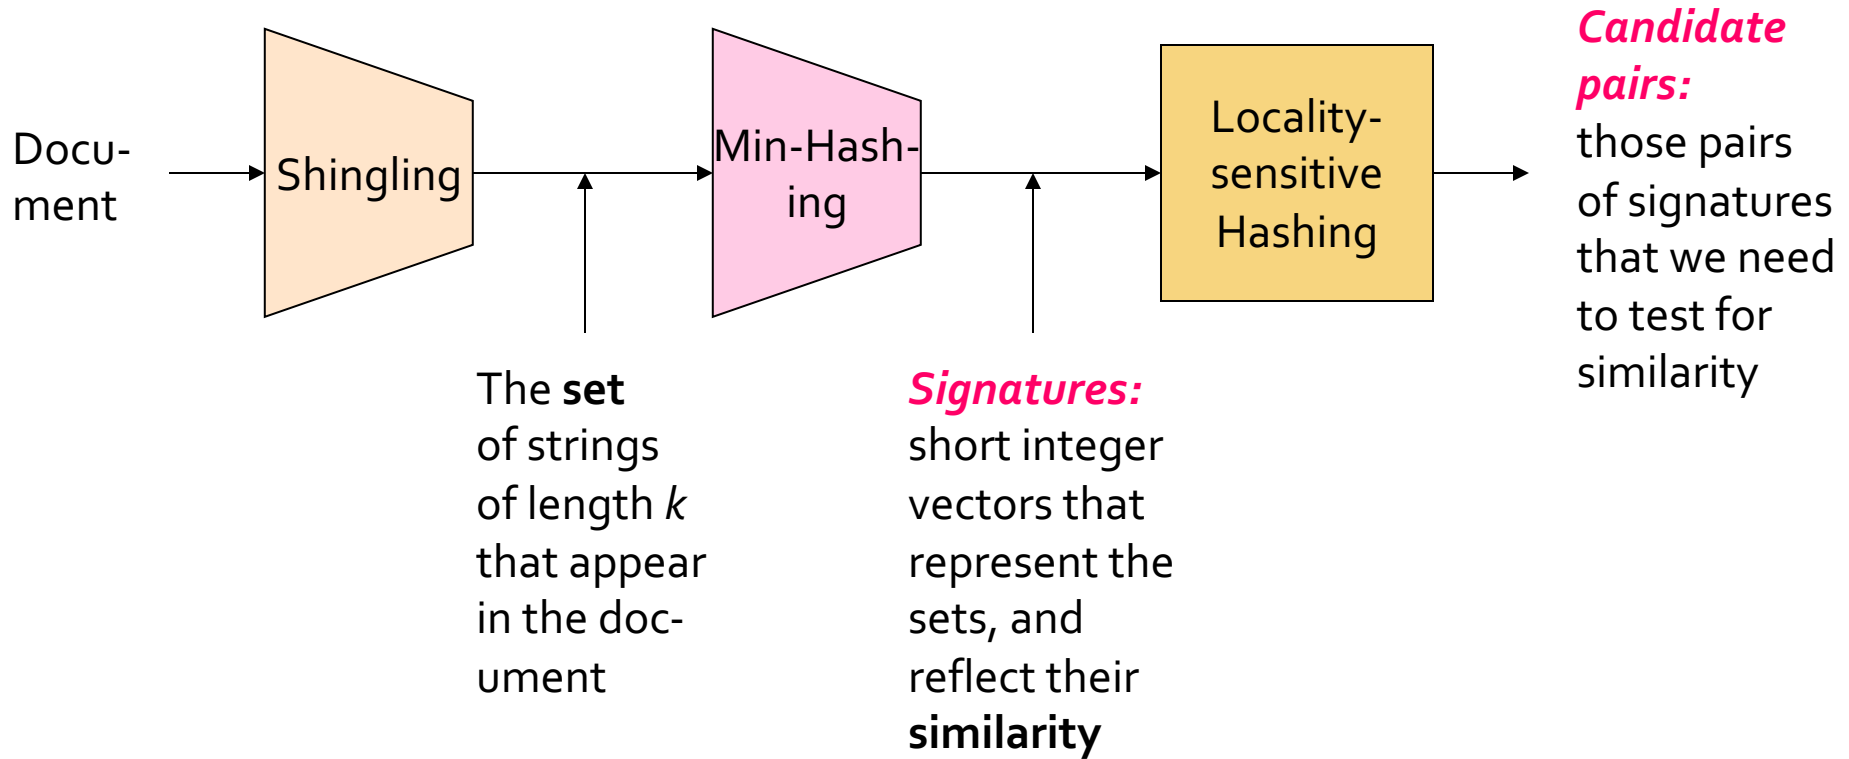 Docu-
ment
Shingling
The set
of strings
of length k
that appear
in the doc-
ument
Min-Hash-
ing
Signatures:
short integer
vectors that
represent the
sets, and
reflect their
similarity
Locality-
sensitive
Hashing
Candidate
pairs:
those pairs
of signatures
that we need
to test for
similarity